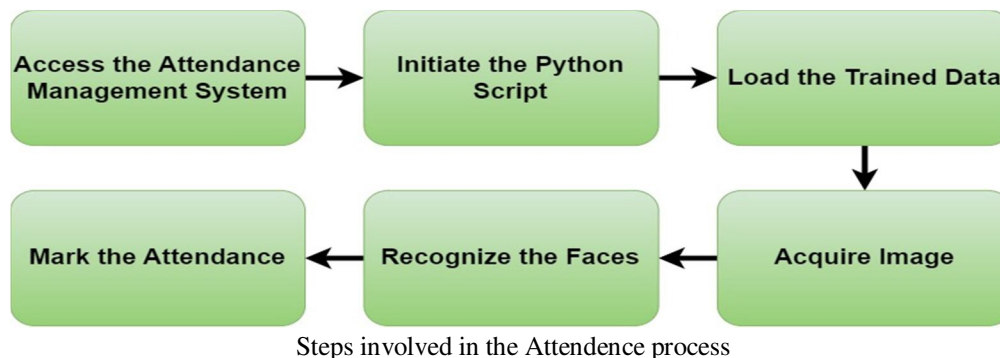 Access the Attendance
Management System
Initiate the Python
Script
Load the Trained Data
Acquire Image
Recognize the Faces
Mark the Attendance
Steps involved in the Attendence process